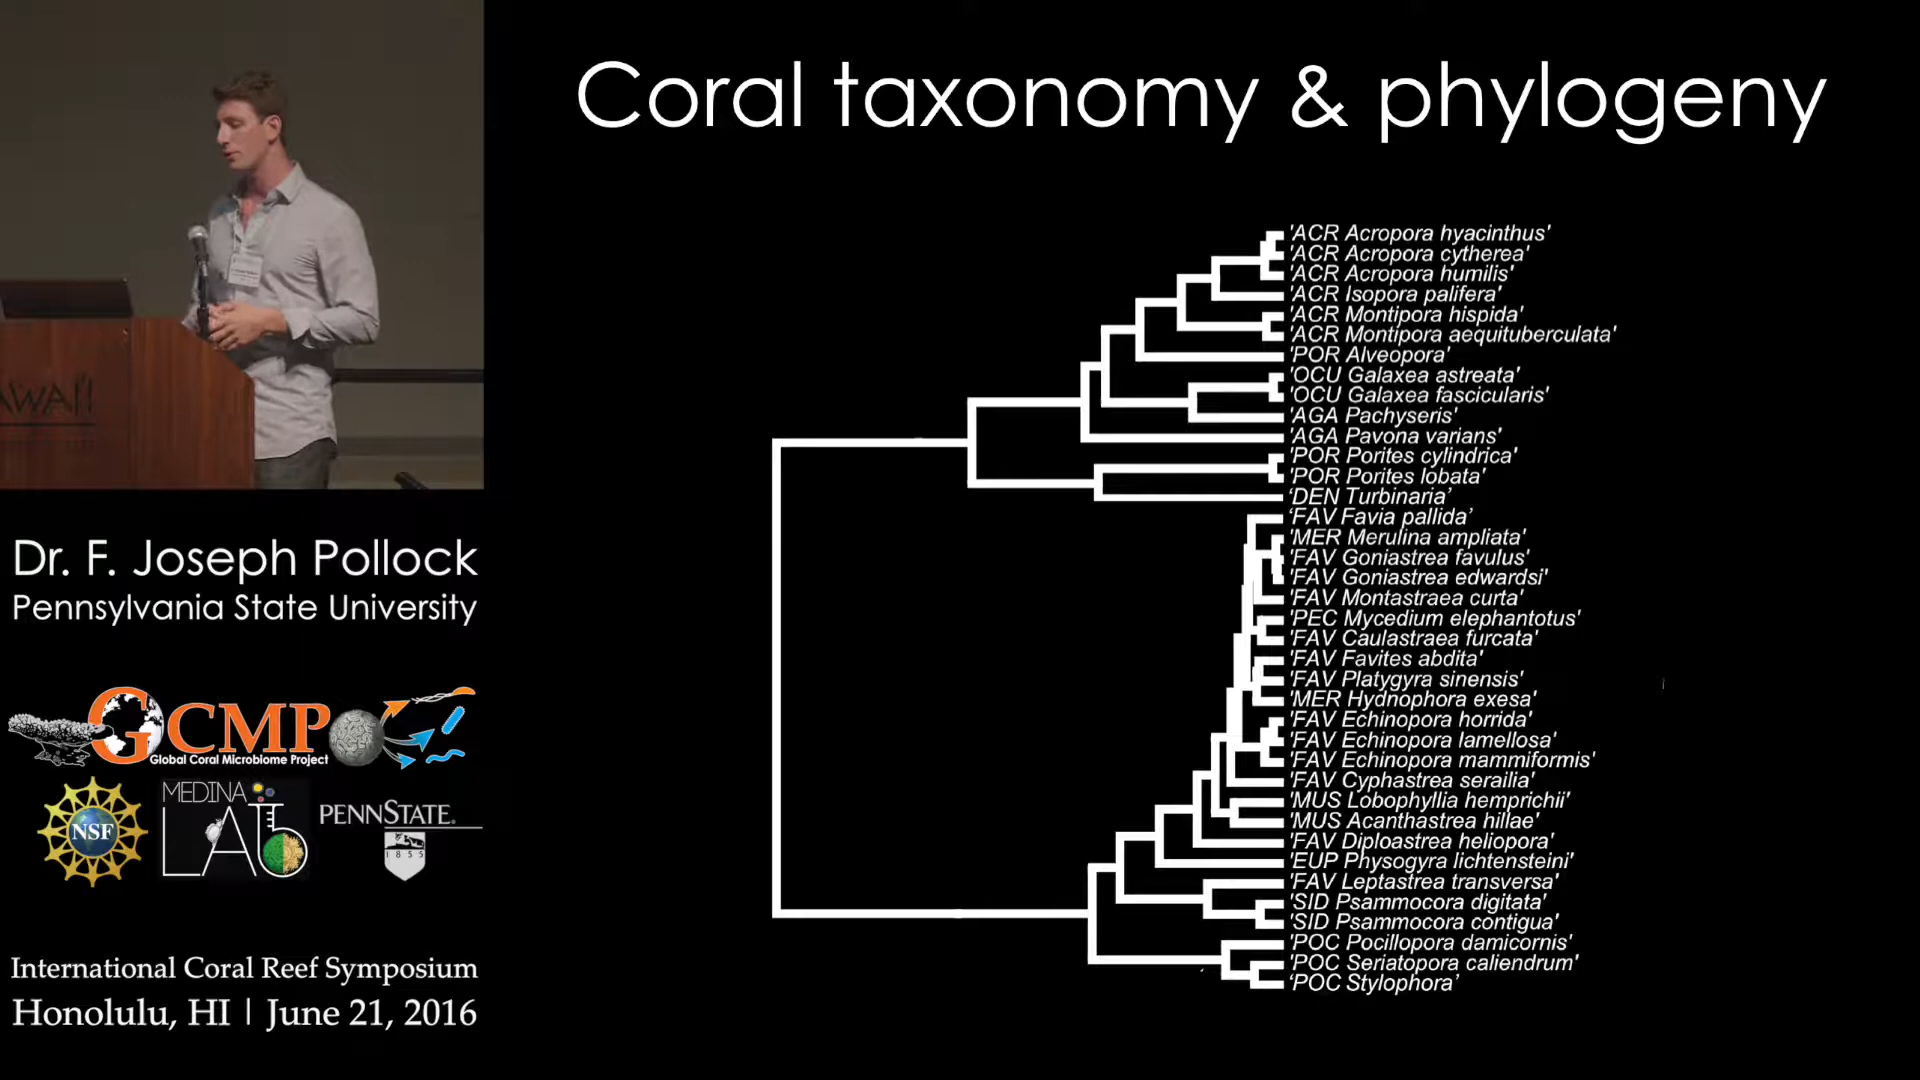 Coral taxonomy & phylogeny
'ACR Acropora hyacinthus'
'ACR Acropora cytherea'
'ACR Acropora humilis'
'ACR Isopora palifera'
'ACR Montipora hispida'
'ACR Montipora aequituberculata'
'POR Alveopora'
'OCU Galaxea astreata'
'OCU Galaxea fascicularis'
'AGA Pachyseris'
'AGA Pavona varians'
'POR Porites cylindrica'
'POR Porites lobata'
‘DEN Turbinaria’
‘FAV Favia pallida’
'MER Merulina ampliata'
'FAV Goniastrea favulus'
'FAV Goniastrea edwardsi'
'FAV Montastraea curta'
'PEC Mycedium elephantotus'
'FAV Caulastraea furcata'
'FAV Favites abdita'
'FAV Platygyra sinensis'
'MER Hydnophora exesa'
'FAV Echinopora horrida'
'FAV Echinopora lamellosa'
'FAV Echinopora mammiformis'
'FAV Cyphastrea serailia'
'MUS Lobophyllia hemprichii'
'MUS Acanthastrea hillae'
'FAV Diploastrea heliopora'
'EUP Physogyra lichtensteini'
'FAV Leptastrea transversa'
'SID Psammocora digitata'
'SID Psammocora contigua'
'POC Pocillopora damicornis'
'POC Seriatopora caliendrum'
‘POC Stylophora’
Dr. F. Joseph Pollock
Pennsylvania State University
GCMP
Global Coral Microbiome Project
NSF
MEDINA
LAb
PENNSTATE.
1855
International Coral Reef Symposium
Honolulu, HI | June 21, 2016